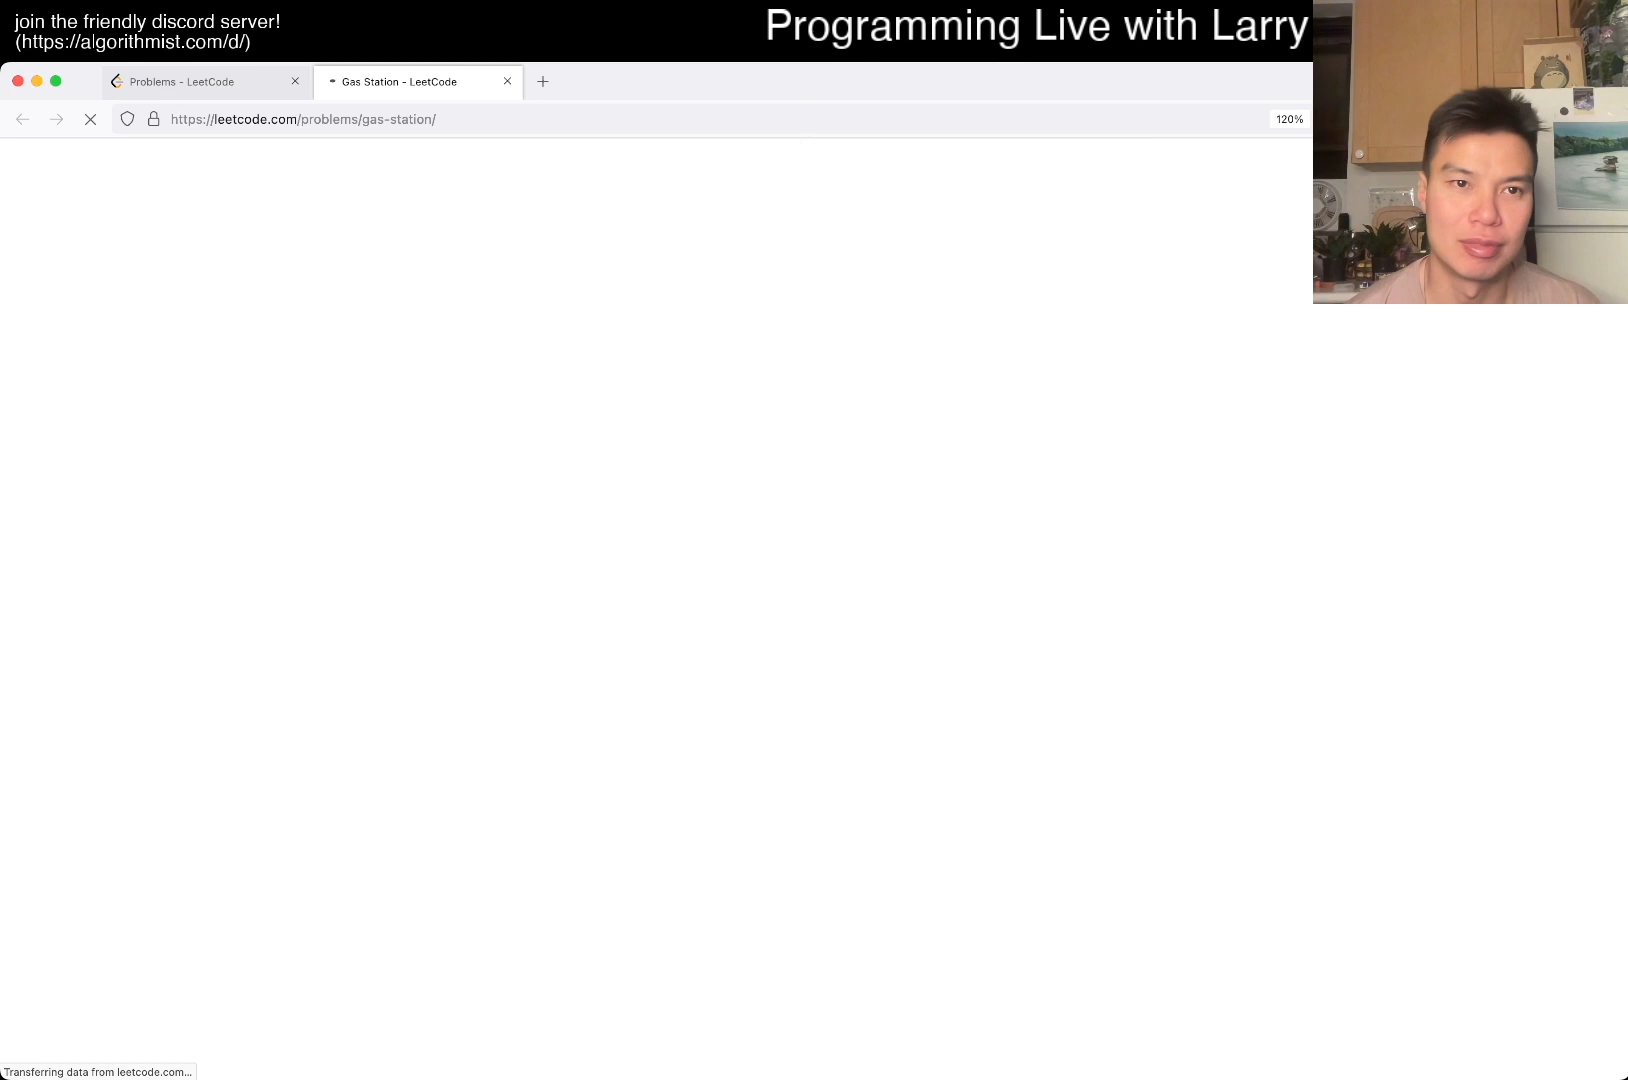 join the friendly discord server!
(https://algorithmist.com/d/)
Programming Live with Larry
Problems - LeetCode
Gas Station - LeetCode
https://leetcode.com/problems/gas-station/
120%
Transferring data from leetcode.com...